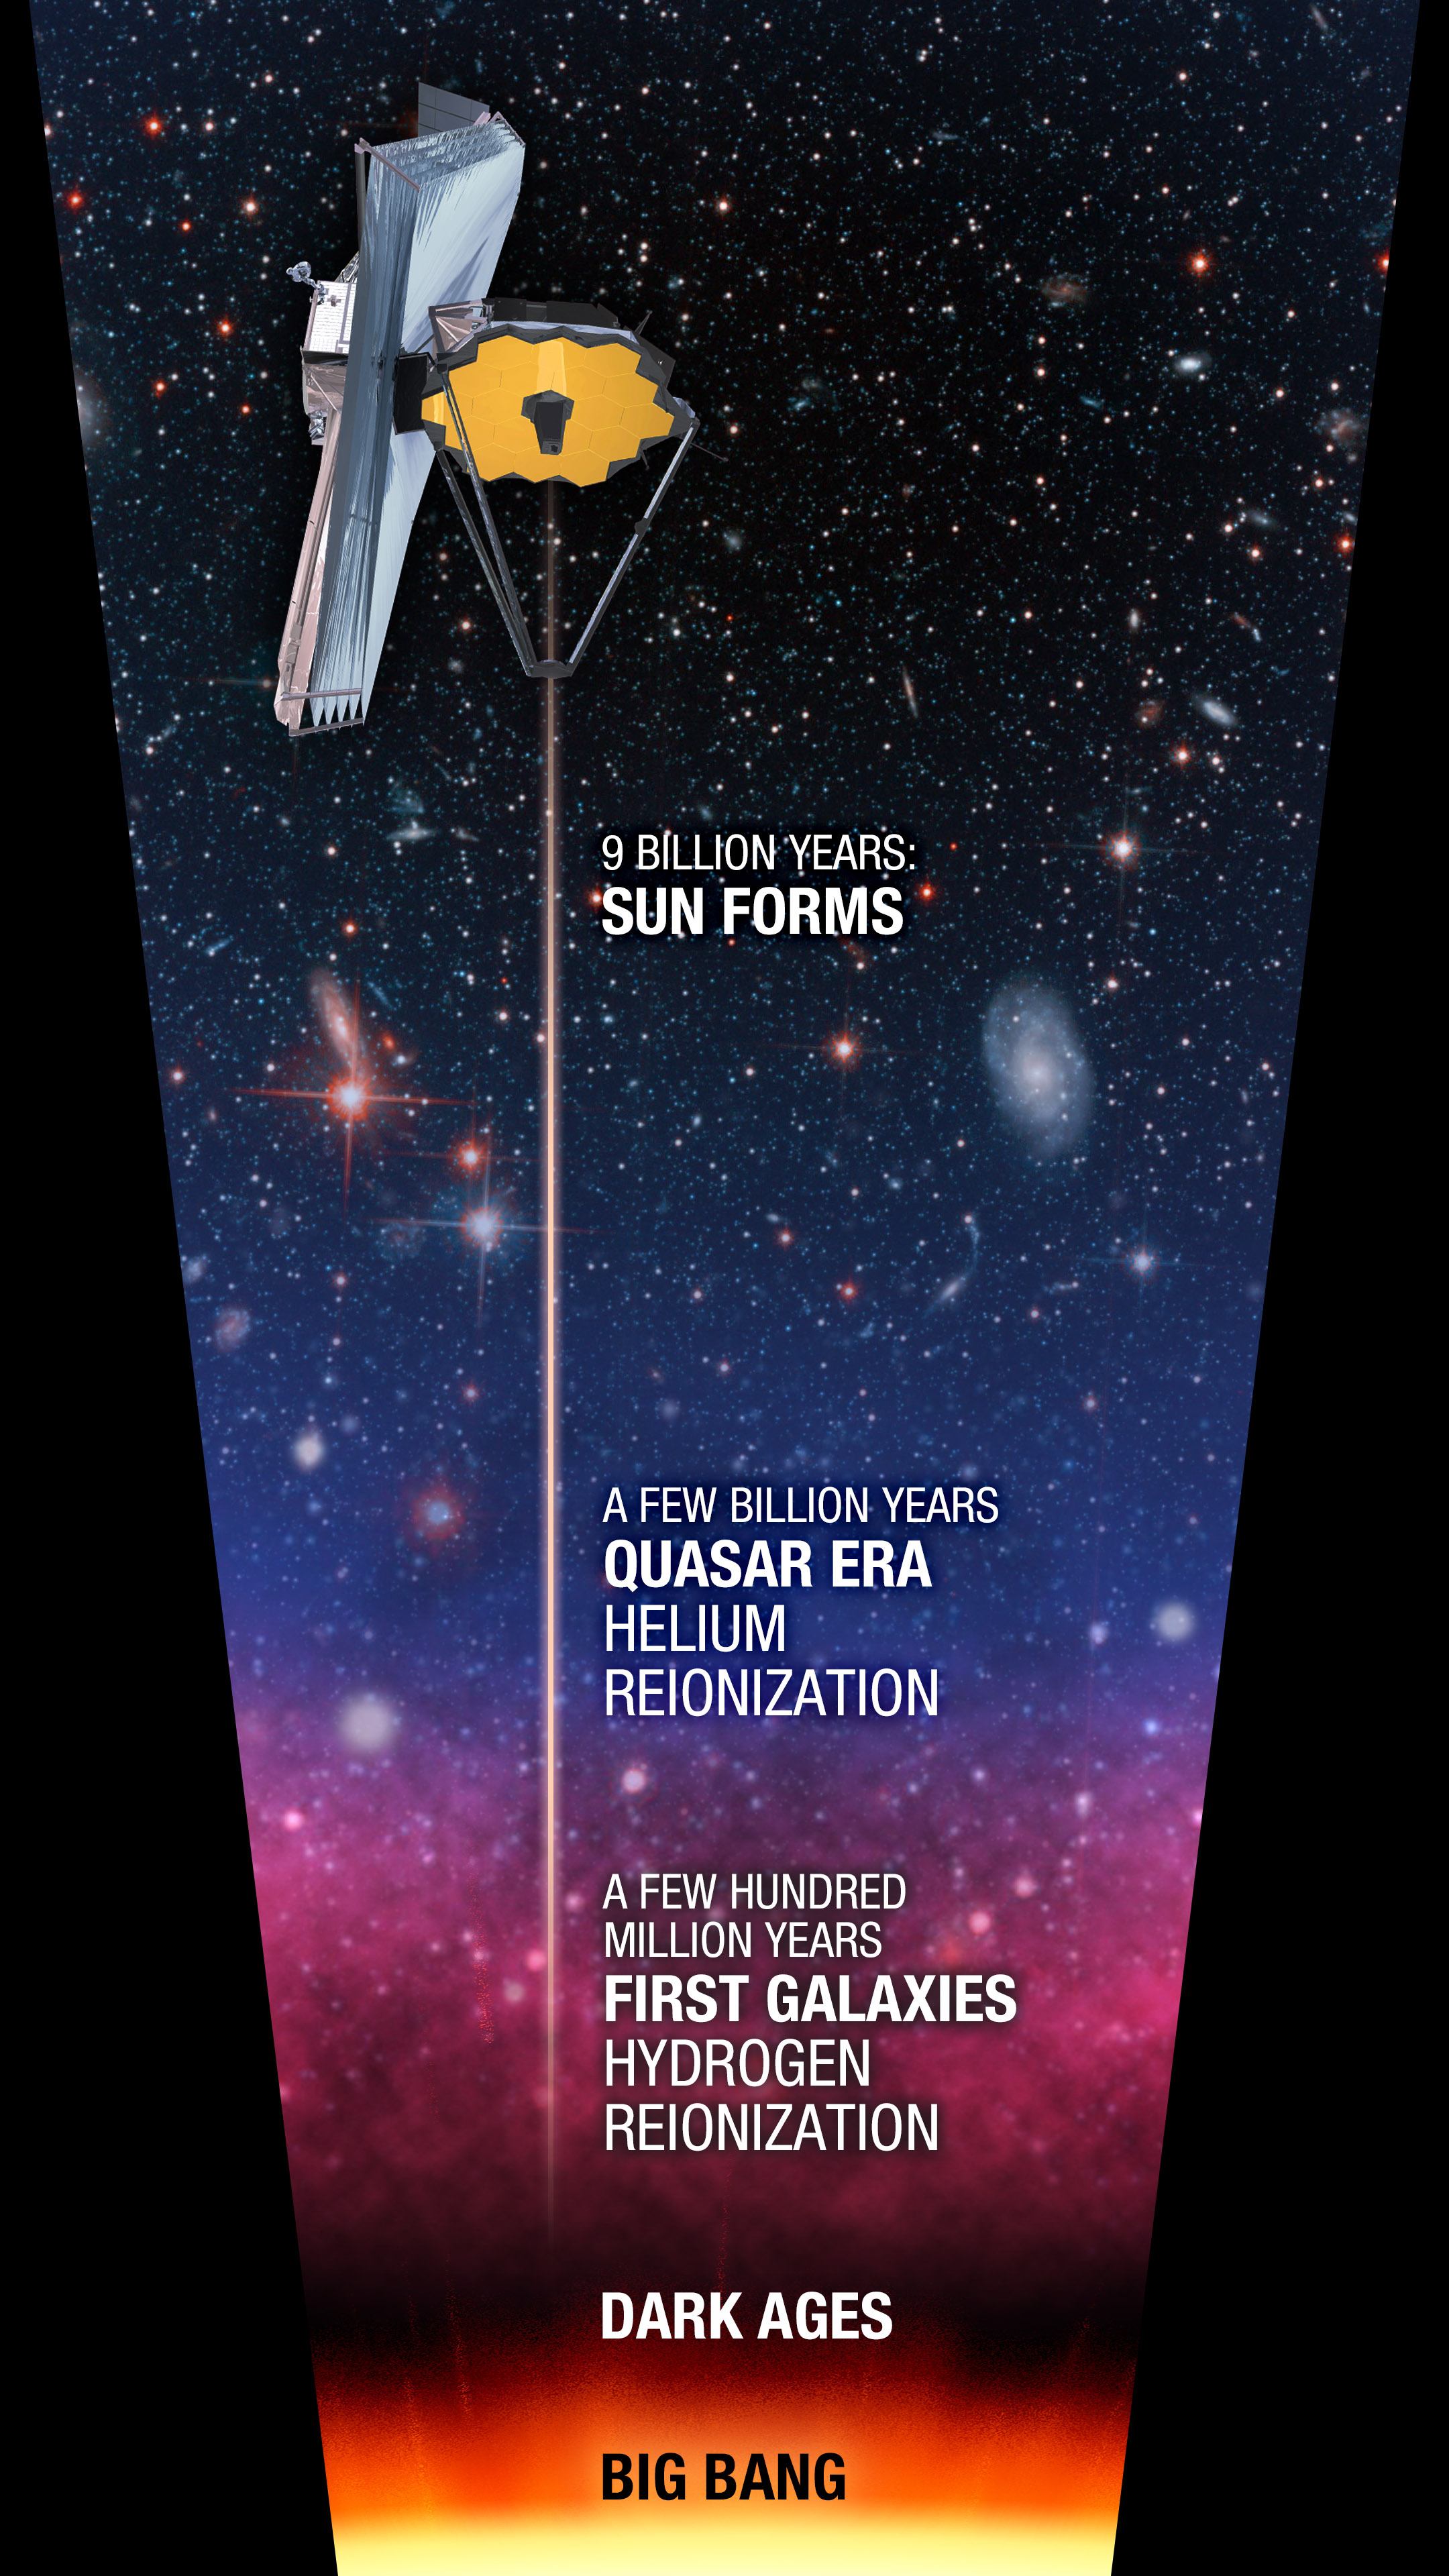 9 BILLION YEARS:
SUN FORMS
A FEW BILLION YEARS
QUASAR ERA
HELIUM
REIONIZATION
A FEW HUNDRED
MILLION YEARS
FIRST GALAXIES
HYDROGEN
REIONIZATION
DARK AGES
BIG BANG